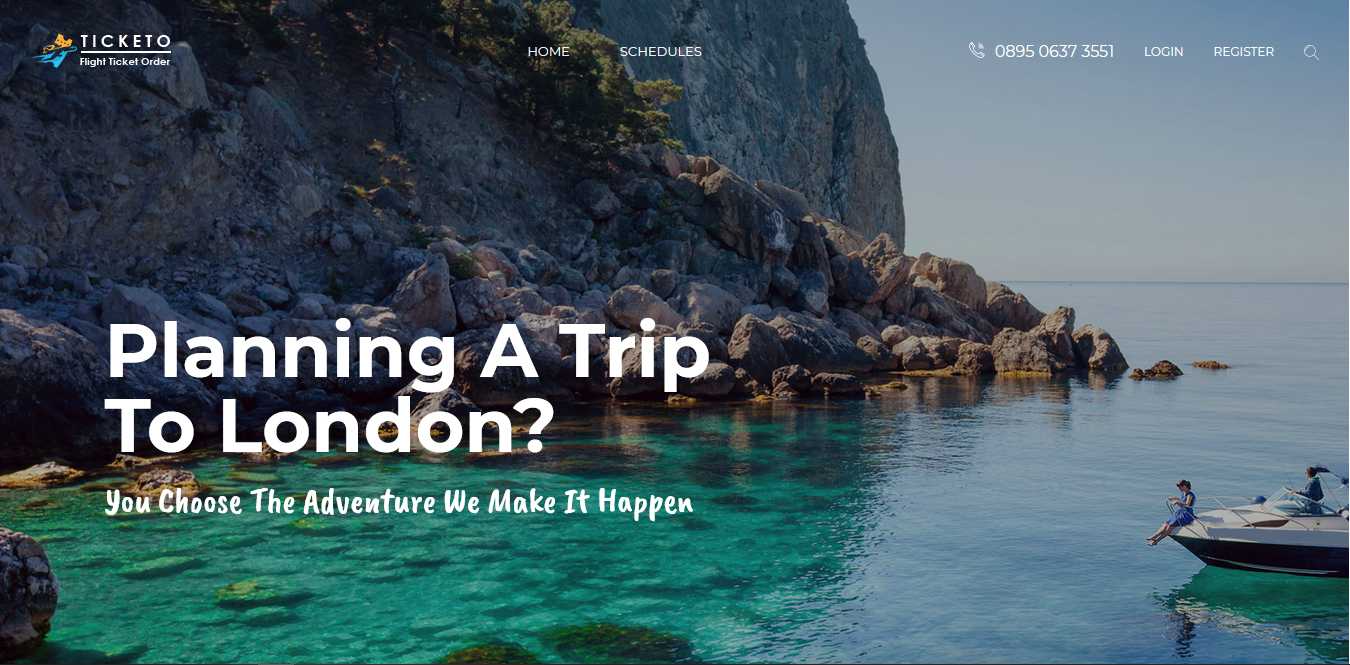 TICKETO
Flight Ticket Order
HOME
SCHEDULES
0895 0637 3551
LOGIN
REGISTER
Planning A Trip
To London?
You Choose The Adventure We Make It Happen